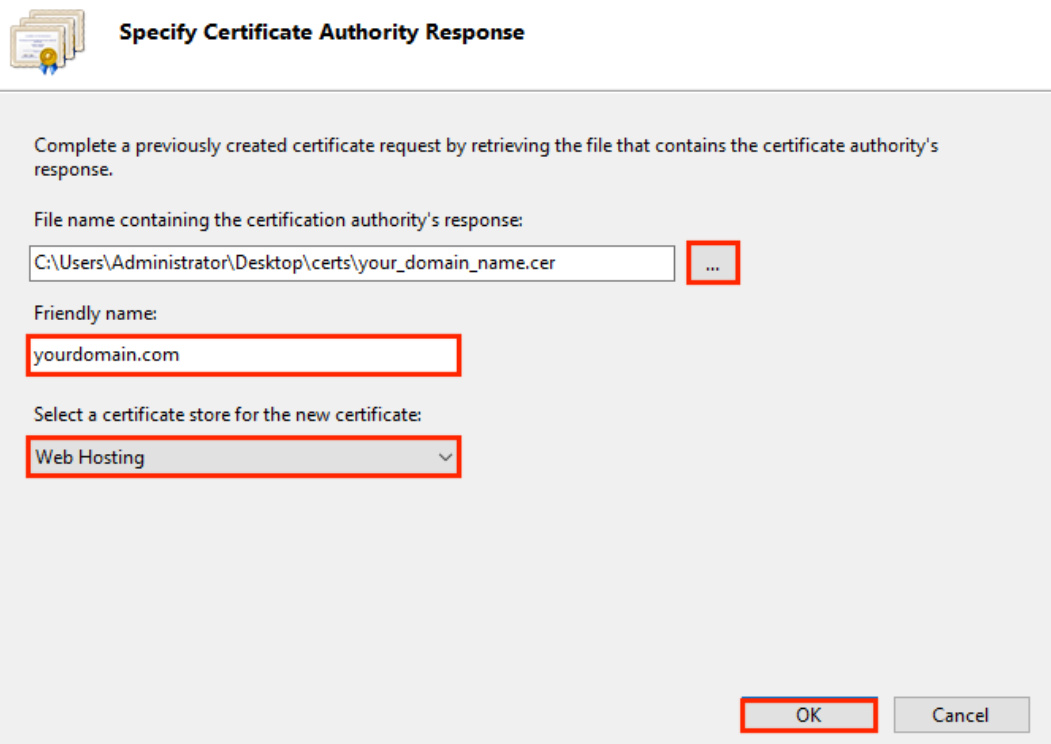 Specify Certificate Authority Response
Complete a previously created certificate request by retrieving the file that contains the certificate authority's
response.
File name containing the certification authority's response:
C:\Users\Administrator\Desktop\certs\your_domain_name.cer
...
Friendly name:
yourdomain.com
Select a certificate store for the new certificate:
Web Hosting
OK
Cancel